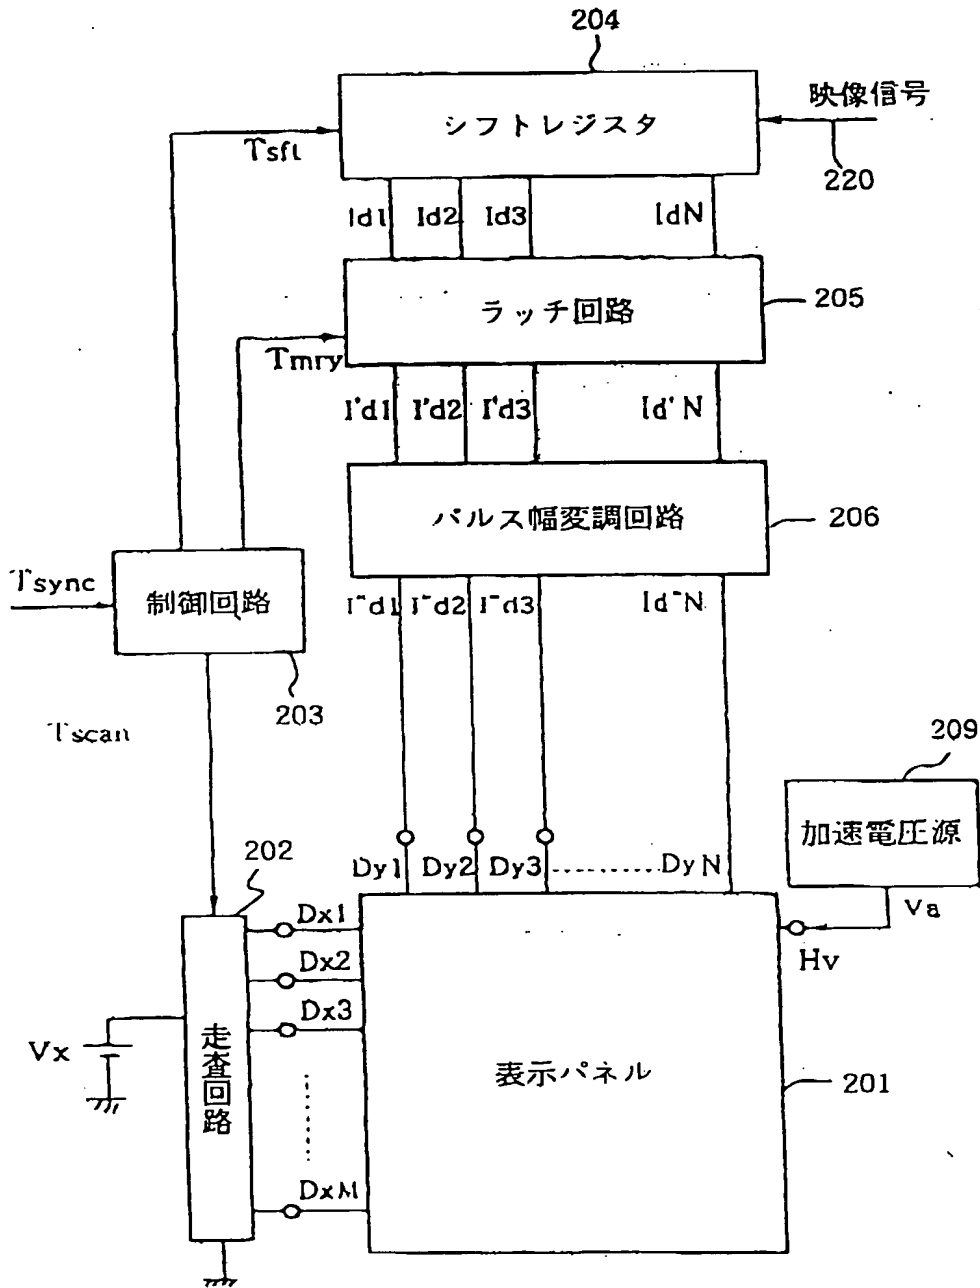 204
シフトレジスタ
映像信号
220
Tsft
Id1 Id2 Id3 IdN
ラッチ回路
205
Tmry
I'd1 I'd2 I'd3 Id'N
パルス幅変調回路
206
Tsync
制御回路
203
I"d1 I"d2 I"d3 Id"N
Tscan
209
加速電圧源
Va
Hv
202
Dy1 Dy2 Dy3 ......... DyN
Dx1
Dx2
Dx3
DxM
Vx
走査回路
表示パネル
201